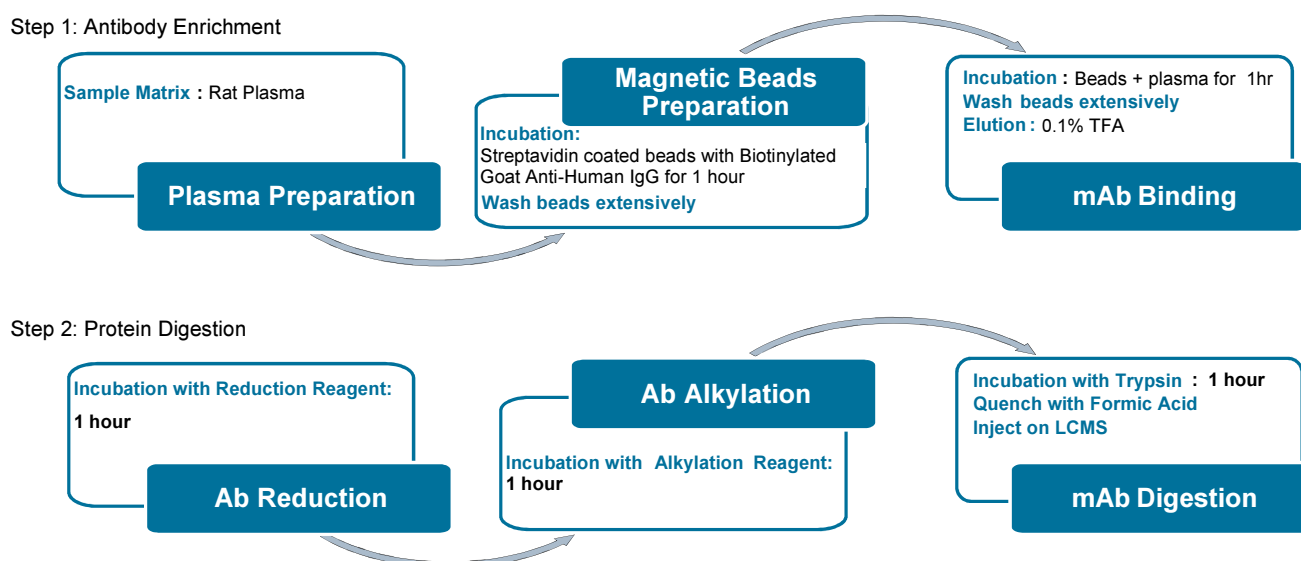 Step 1: Antibody Enrichment
Sample Matrix : Rat Plasma
Plasma Preparation
Magnetic Beads
Preparation
Incubation:
Streptavidin coated beads with Biotinylated
Goat Anti-Human IgG for 1 hour
Wash beads extensively
Incubation : Beads + plasma for 1hr
Wash beads extensively
Elution : 0.1% TFA
mAb Binding
Step 2: Protein Digestion
Incubation with Reduction Reagent:
1 hour
Ab Reduction
Ab Alkylation
Incubation with Alkylation Reagent:
1 hour
Incubation with Trypsin : 1 hour
Quench with Formic Acid
Inject on LCMS
mAb Digestion